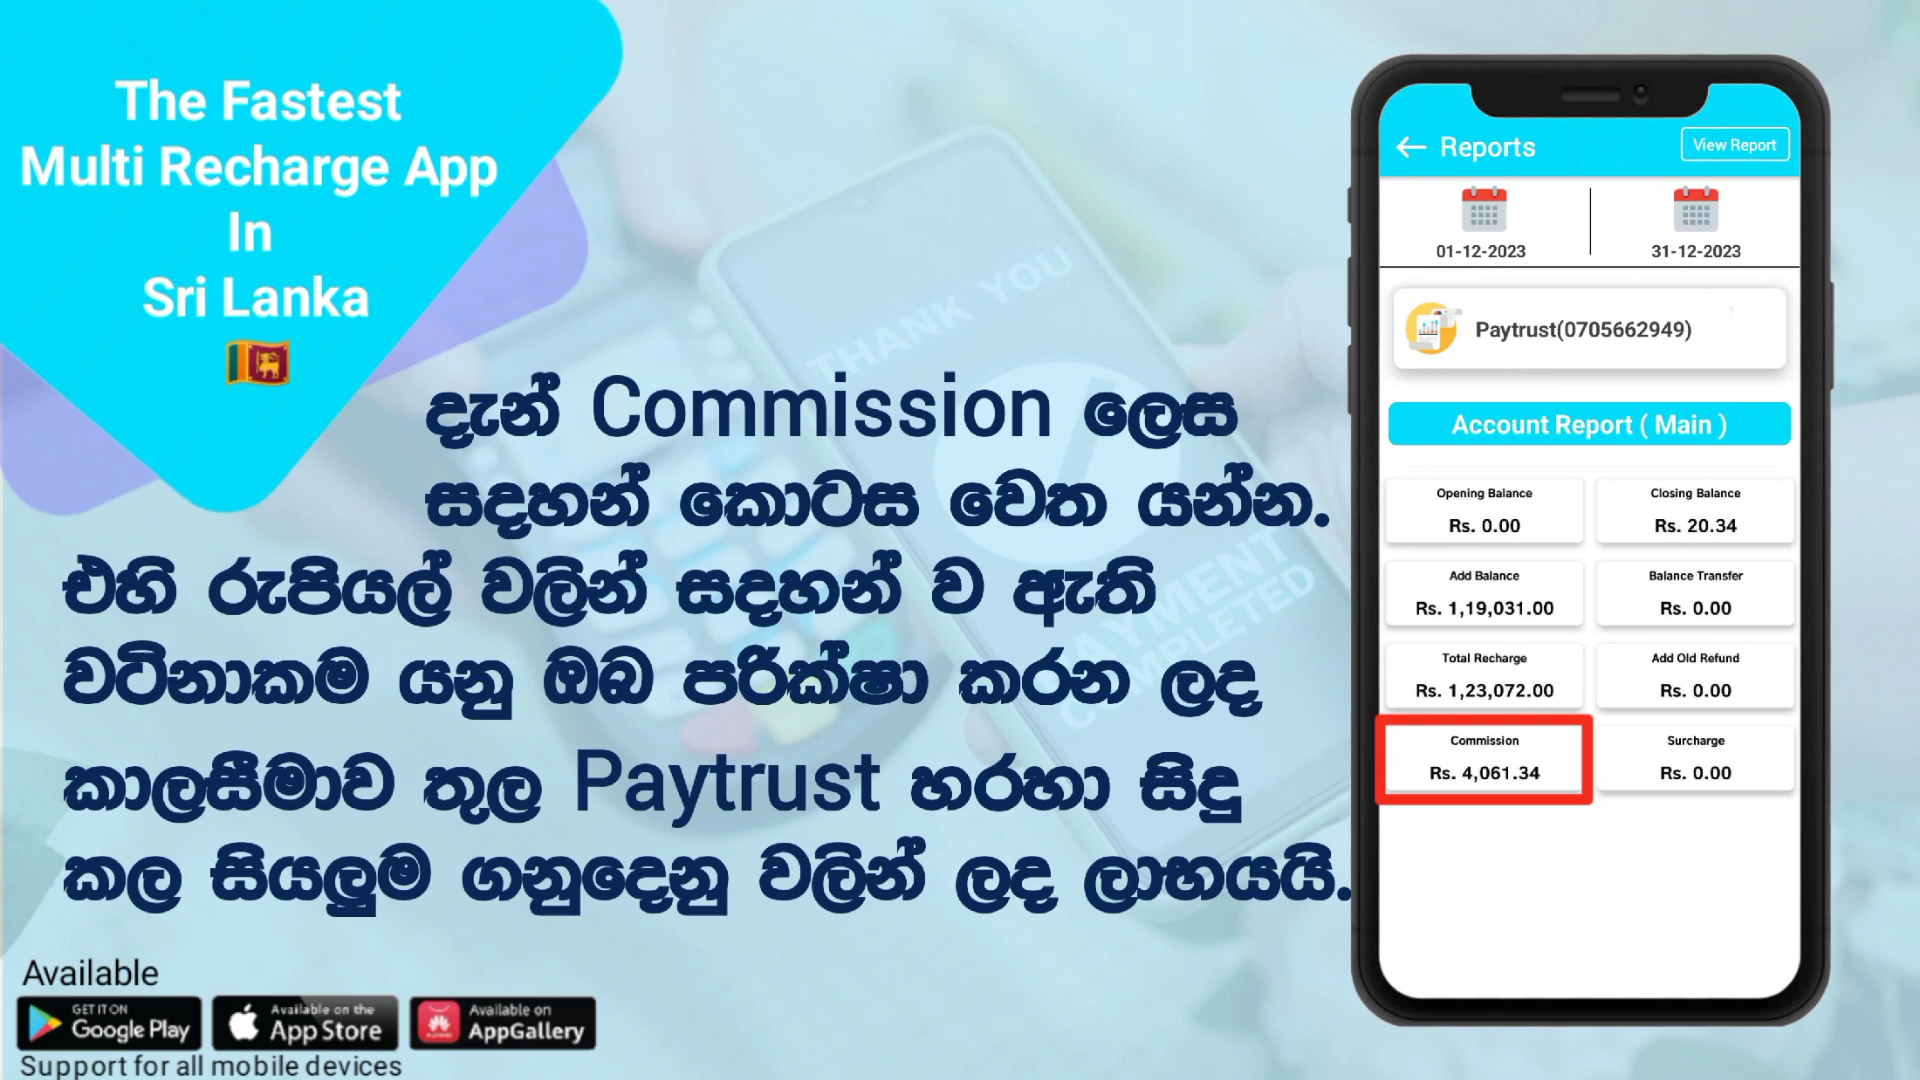 The Fastest
Multi Recharge App
In
Sri Lanka
දැන් Commission ලෙස
සදහන් කොටස වෙත යන්න.
එහි රුපියල් වලින් සදහන් ව ඇති
වටිනාකම යනු ඔබ පරික්ෂා කරන ලද
කාලසීමාව තුල Paytrust හරහා සිදු
කල සියලුම ගනුදෙනු වලින් ලද ලාභයයි.
Available
GET IT ON
Google Play
Available on the
App Store
Available on
AppGallery
Support for all mobile devices
THANK YOU
PAYMENT
COMPLETED
Reports
View Report
01-12-2023
31-12-2023
Paytrust(0705662949)
Account Report ( Main )
Opening Balance
Rs. 0.00
Closing Balance
Rs. 20.34
Add Balance
Rs. 1,19,031.00
Balance Transfer
Rs. 0.00
Total Recharge
Rs. 1,23,072.00
Add Old Refund
Rs. 0.00
Commission
Rs. 4,061.34
Surcharge
Rs. 0.00